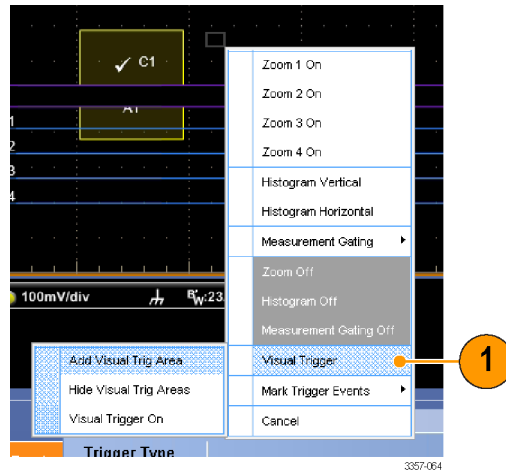 C1
A1
Zoom 1 On
Zoom 2 On
Zoom 3 On
Zoom 4 On
Histogram Vertical
Histogram Horizontal
Measurement Gating
Zoom Off
Histogram Off
Measurement Gating Off
Visual Trigger
Mark Trigger Events
Cancel
1
2
3
4
100mV/div
Add Visual Trig Area
Hide Visual Trig Areas
Visual Trigger On
1
Trigger Type
3357-064